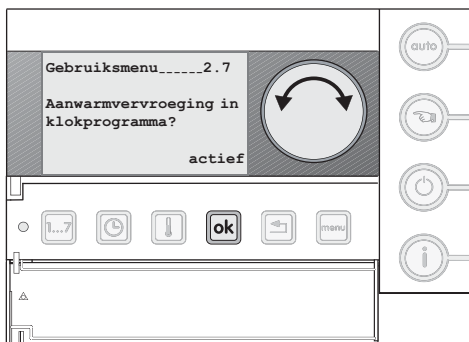 Gebruiksmenu______2.7
Aanwarmvervroeging in
klokprogramma?
actief
auto
1...7
ok
menu
i